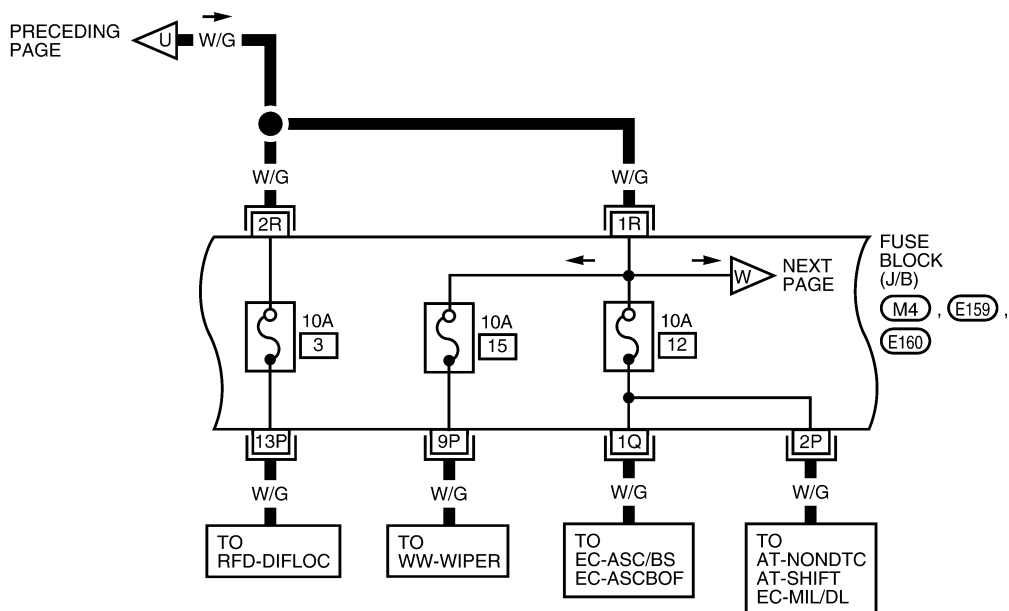 PRECEDING
PAGE
U
W/G
W/G
W/G
2R
1R
FUSE
BLOCK
(J/B)
M4 , E159 ,
E160
W
NEXT
PAGE
10A
3
10A
15
10A
12
13P
9P
1Q
2P
W/G
W/G
W/G
W/G
TO
RFD-DIFLOC
TO
WW-WIPER
TO
EC-ASC/BS
EC-ASCBOF
TO
AT-NONDTC
AT-SHIFT
EC-MIL/DL